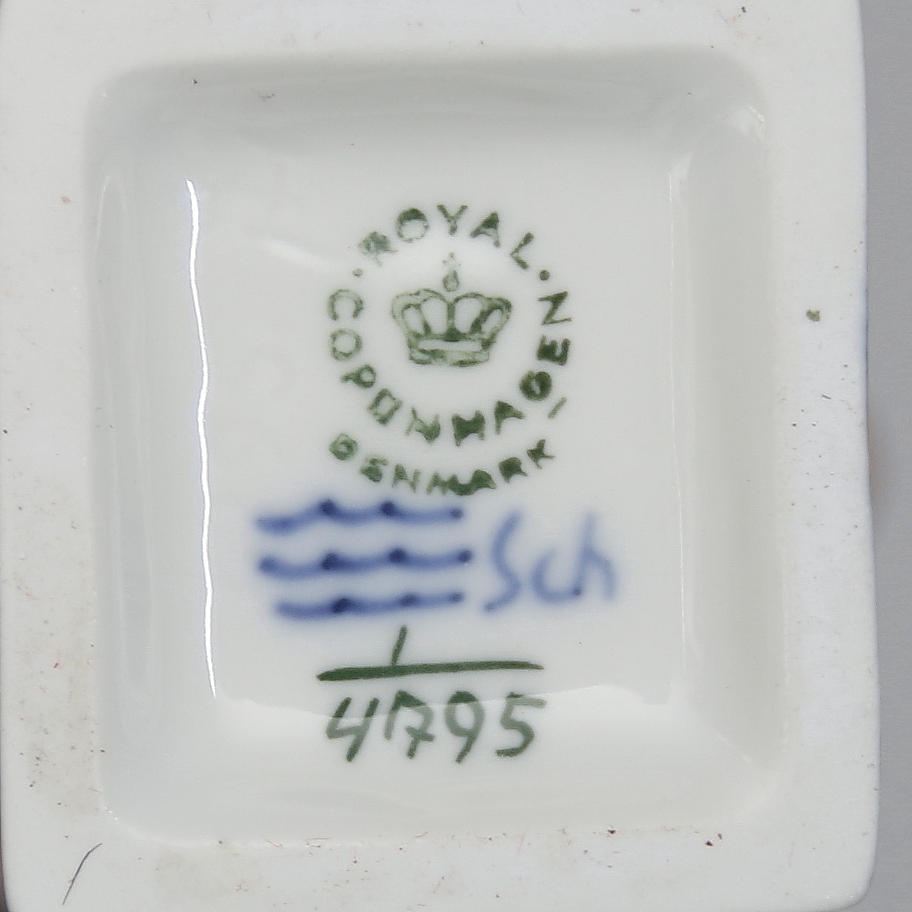 · ROYAL ·
COPENHAGEN
DENMARK
Sch
1
4795